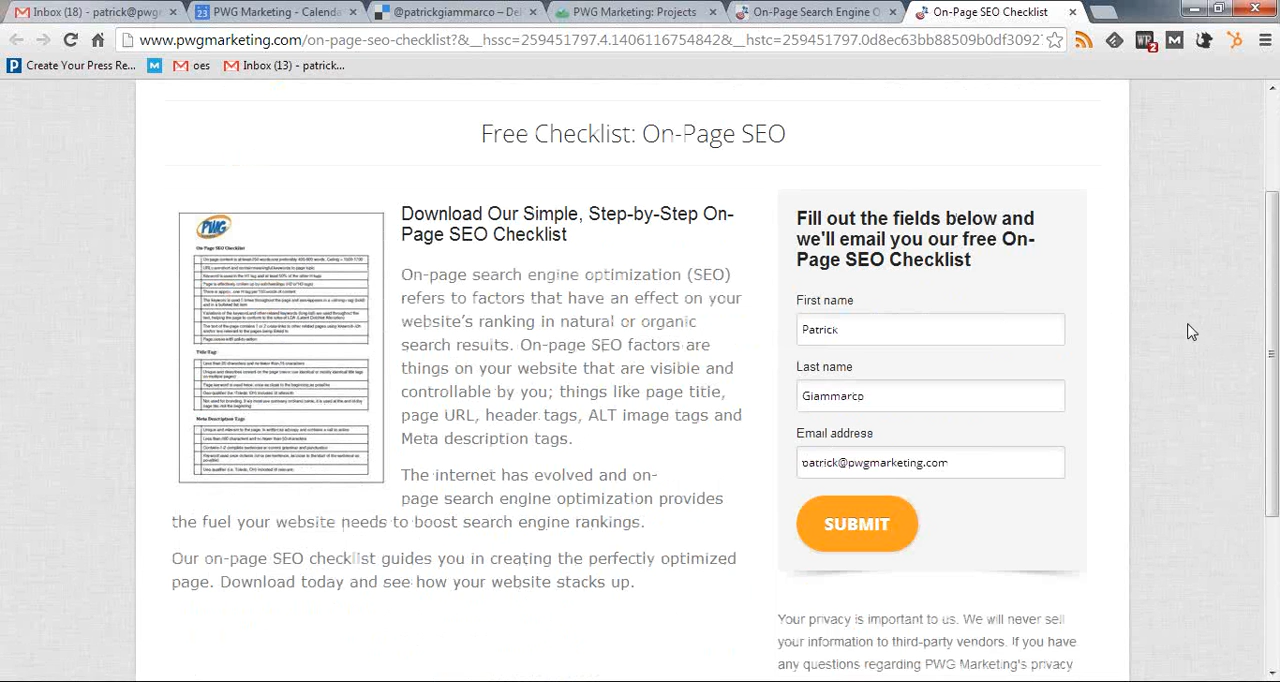 Inbox (18) - patrick@pwg
PWG Marketing - Calenda
@patrickgiammarco – Del
PWG Marketing: Projects
On-Page Search Engine O
On-Page SEO Checklist
www.pwgmarketing.com/on-page-seo-checklist?&__hssc=259451797.4.1406116754842&__hstc=259451797.0d8ec63bb88509b0df3092
Create Your Press Re...
oes
Inbox (13) - patrick...
Free Checklist: On-Page SEO
PWG
On-Page SEO Checklist
Title Tag:
Meta Description Tags
Download Our Simple, Step-by-Step On-
Page SEO Checklist
On-page search engine optimization (SEO)
refers to factors that have an effect on your
website's ranking in natural or organic
search results. On-page SEO factors are
things on your website that are visible and
controllable by you; things like page title,
page URL, header tags, ALT image tags and
Meta description tags.
The internet has evolved and on-
page search engine optimization provides
the fuel your website needs to boost search engine rankings.
Our on-page SEO checklist guides you in creating the perfectly optimized
page. Download today and see how your website stacks up.
Fill out the fields below and
we'll email you our free On-
Page SEO Checklist
First name
Patrick
Last name
Giammarco
Email address
patrick@pwgmarketing.com
SUBMIT
Your privacy is important to us. We will never sell
your information to third-party vendors. If you have
any questions regarding PWG Marketing's privacy